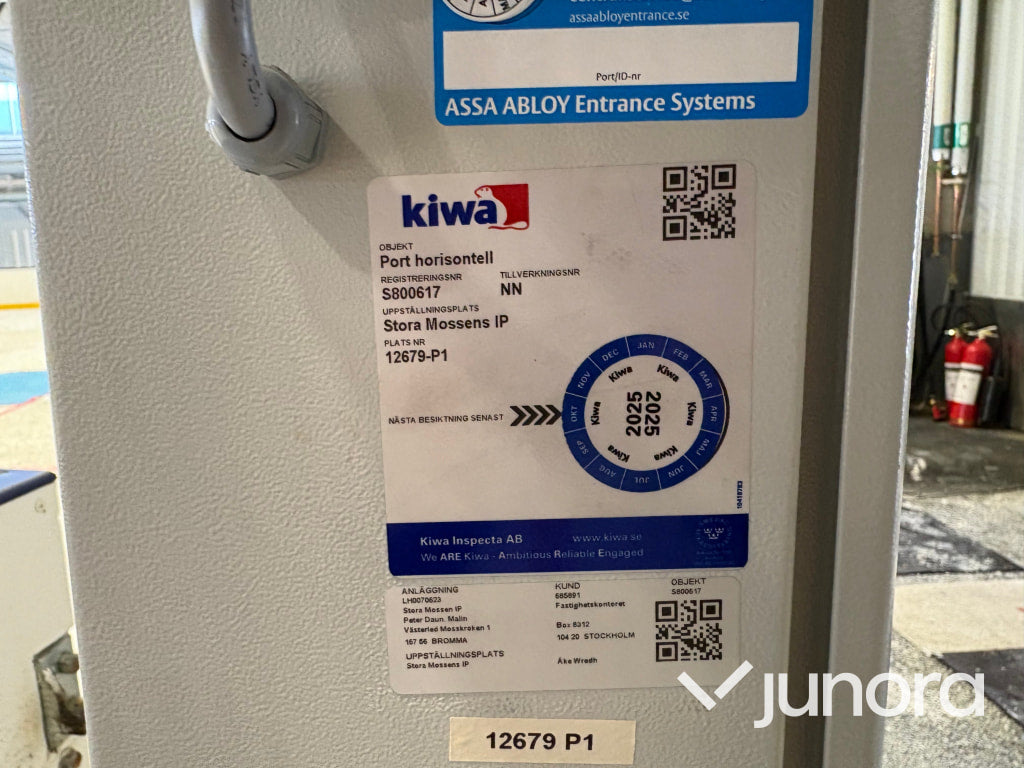 assaabloyentrance.se
Port/ID-nr
ASSA ABLOY Entrance Systems
kiwa
OBJEKT
Port horisontell
REGISTRERINGSNR TILLVERKNINGSNR
S800617 NN
UPPSTÄLLNINGSPLATS
Stora Mossens IP
PLATS NR
12679-P1
NÄSTA BESIKTNING SENAST
JAN FEB MAR APR MAJ JUN JUL AUG SEP OKT NOV DEC
Kiwa Kiwa Kiwa Kiwa Kiwa Kiwa
2025
2025
10419783
Kiwa Inspecta AB www.kiwa.se
We ARE Kiwa - Ambitious Reliable Engaged
ANLÄGGNING
LH0070623
Stora Mossen IP
Peter Daun, Malin
Västerled Mosskroken 1
167 56 BROMMA
UPPSTÄLLNINGSPLATS
Stora Mossens IP
KUND
685691
Fastighetskontoret
Box 8312
104 20 STOCKHOLM
Åke Wredh
OBJEKT
S800617
12679 P1
junora